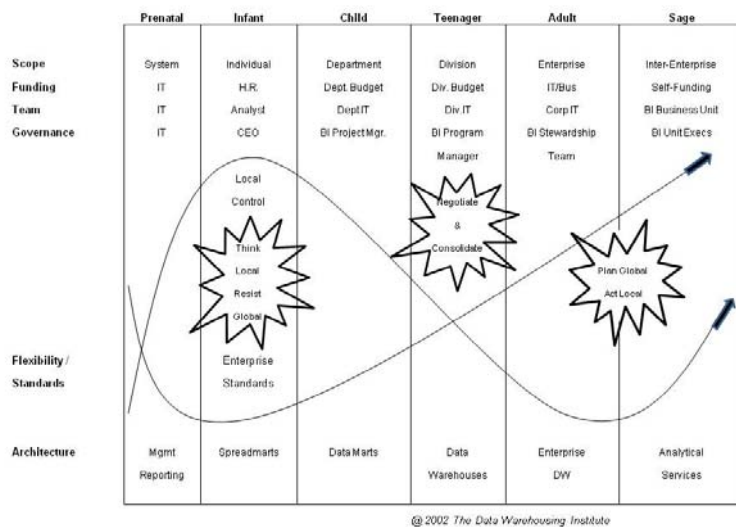 Prenatal Infant Child Teenager Adult Sage
Scope System Individual Department Division Enterprise Inter-Enterprise
Funding IT H.R. Dept. Budget Div. Budget IT/Bus Self-Funding
Team IT Analyst Dept IT Div. IT Corp IT BI Business Unit
Governance IT CEO BI Project Mgr. BI Program BI Stewardship BI Unit Execs
Manager Team
Local
Control
Think
Local
Resist
Global
Negotiate
&
Consolidate
Plan Global
Act Local
Flexibility / Enterprise
Standards Standards
Architecture Mgmt Spreadmarts Data Marts Data Enterprise Analytical
Reporting Warehouses DW Services
@ 2002 The Data Warehousing Institute